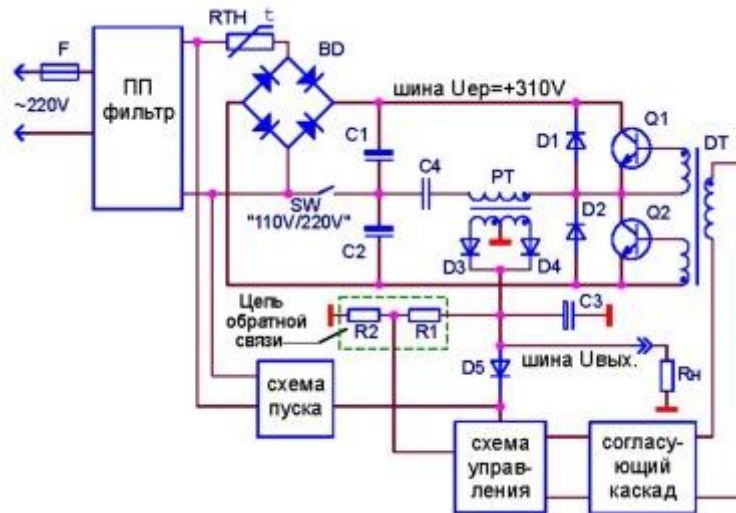 RTH
t
F
BD
ПП
фильтр
~220V
шина Uep=+310V
Q1
DT
C1
D1
C4
PT
SW
"110V/220V"
D2
Q2
C2
D3
D4
Цепь
обратной
связи
R2
R1
C3
D5
шина Uвых.
Rн
схема
пуска
схема
управ-
ления
согласу-
ющий
каскад